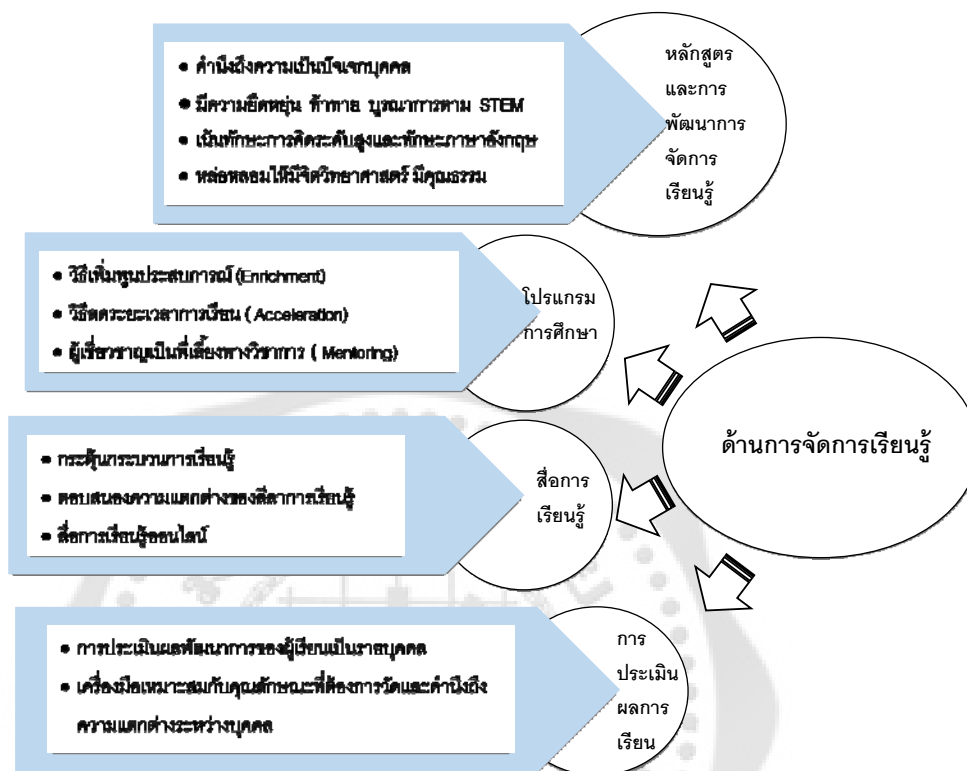 • คำนึงถึงความเป็นปัจเจกบุคคล
• มีความยืดหยุ่น ท้าทาย บูรณาการตาม STEM
• เน้นทักษะการคิดระดับสูงและทักษะภาษาอังกฤษ
• หล่อหลอมให้มีจิตวิทยาศาสตร์ มีคุณธรรม
หลักสูตร
และการ
พัฒนาการ
จัดการ
เรียนรู้
• วิธีเพิ่มพูนประสบการณ์ (Enrichment)
• วิธีลดระยะเวลาการเรียน ( Acceleration)
• ผู้เชี่ยวชาญเป็นพี่เลี้ยงทางวิชาการ ( Mentoring)
โปรแกรม
การศึกษา
ด้านการจัดการเรียนรู้
• กระตุ้นกระบวนการเรียนรู้
• ตอบสนองความแตกต่างของลีลาการเรียนรู้
• สื่อการเรียนรู้ออนไลน์
สื่อการ
เรียนรู้
• การประเมินผลพัฒนาการของผู้เรียนเป็นรายบุคคล
• เครื่องมือเหมาะสมกับคุณลักษณะที่ต้องการวัดและคำนึงถึง
ความแตกต่างระหว่างบุคคล
การ
ประเมิน
ผลการ
เรียน